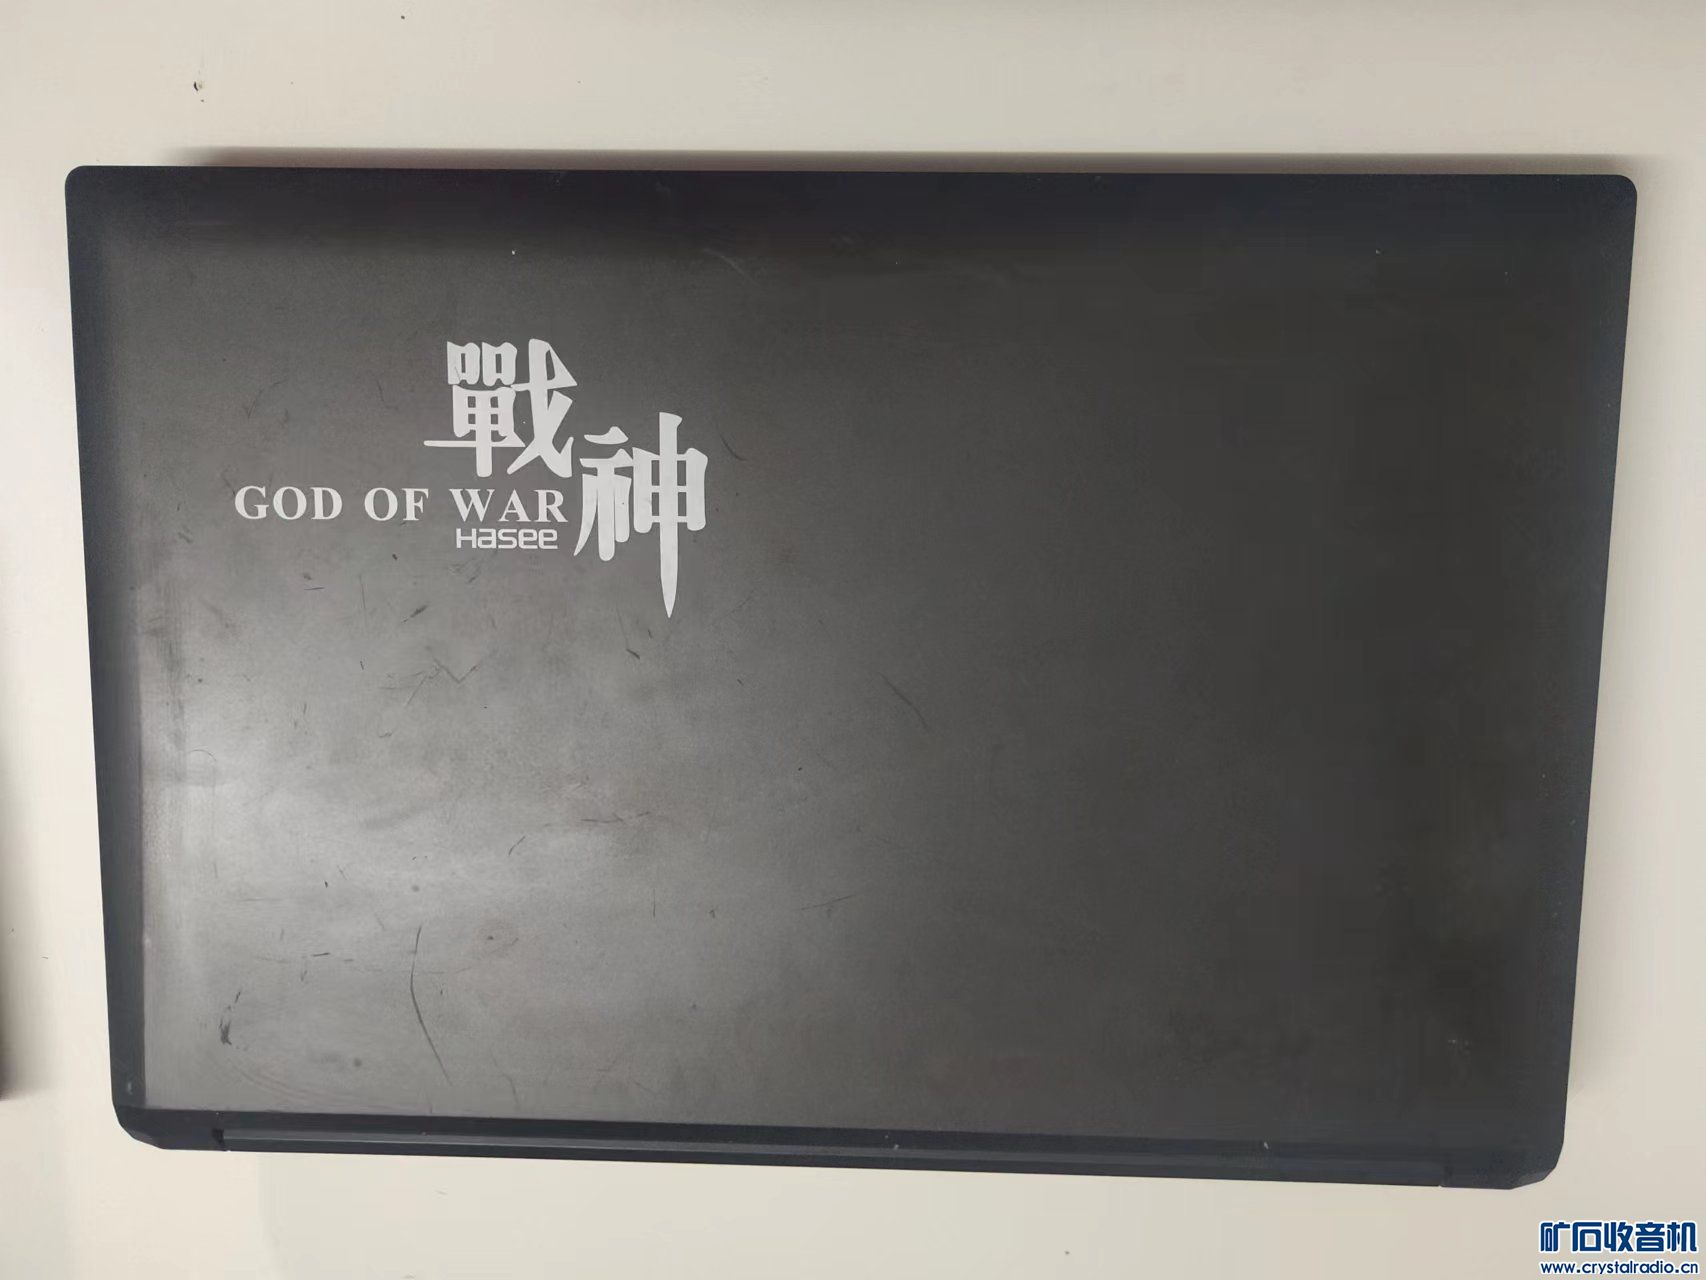 戰神
GOD OF WAR
Hasee
矿石收音机
www.crystalradio.cn